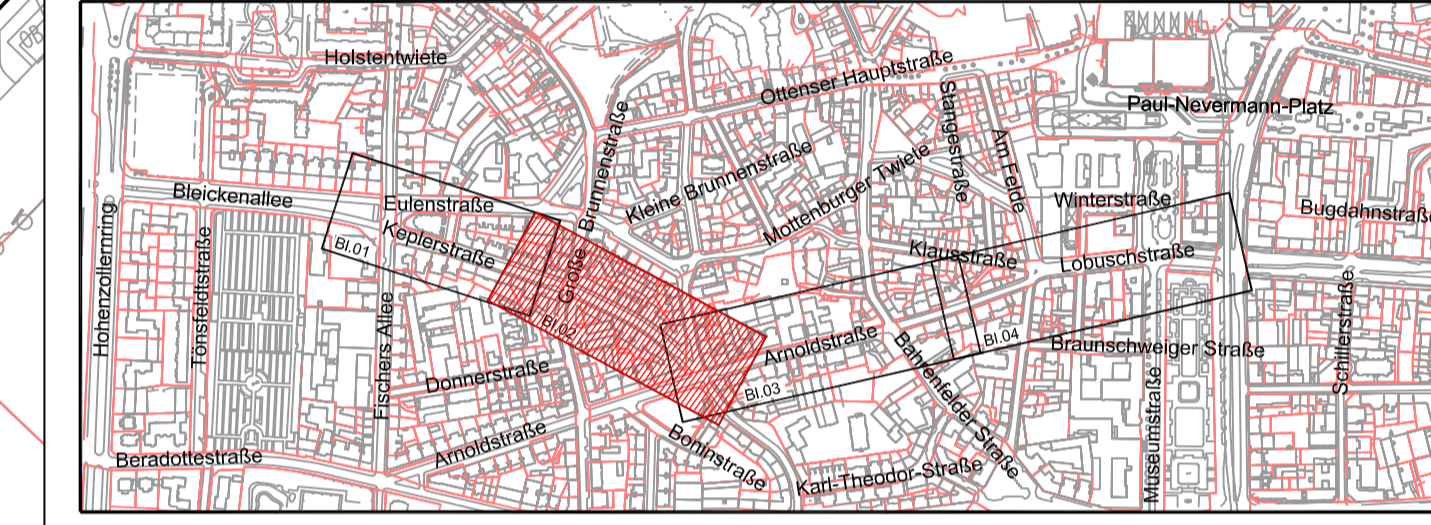 ÖB
Holstentwiete
Ottenser Hauptstraße
Stangestraße
Paul-Nevermann-Platz
Am Felde
Brunnenstraße
Große
Kleine Brunnenstraße
Mottenburger Twiete
Bleickenallee
Eulenstraße
Winterstraße
Bugdahnstraße
Hohenzollernring
Tönsfeldtstraße
Keplerstraße
Bl.01
Klausstraße
Lobuschstraße
Bl.02
Fischers Allee
Arnoldstraße
Bahrenfelder Straße
Bl.04
Braunschweiger Straße
Schillerstraße
Donnerstraße
Bl.03
Museumstraße
Beradottestraße
Arnoldstraße
Boninstraße
Karl-Theodor-Straße